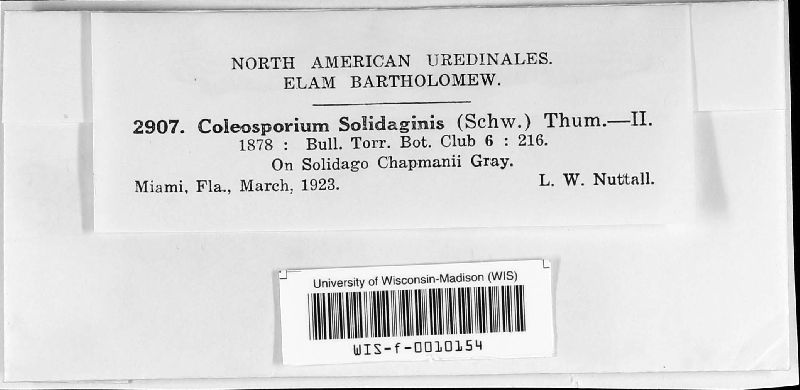 NORTH AMERICAN UREDINALES.
ELAM BARTHOLOMEW.
2907. Coleosporium Solidaginis (Schw.) Thum.—II.
1878 : Bull. Torr. Bot. Club 6 : 216.
On Solidago Chapmanii Gray.
Miami, Fla., March, 1923. L. W. Nuttall.
University of Wisconsin-Madison (WIS)
WIS-f-0010154